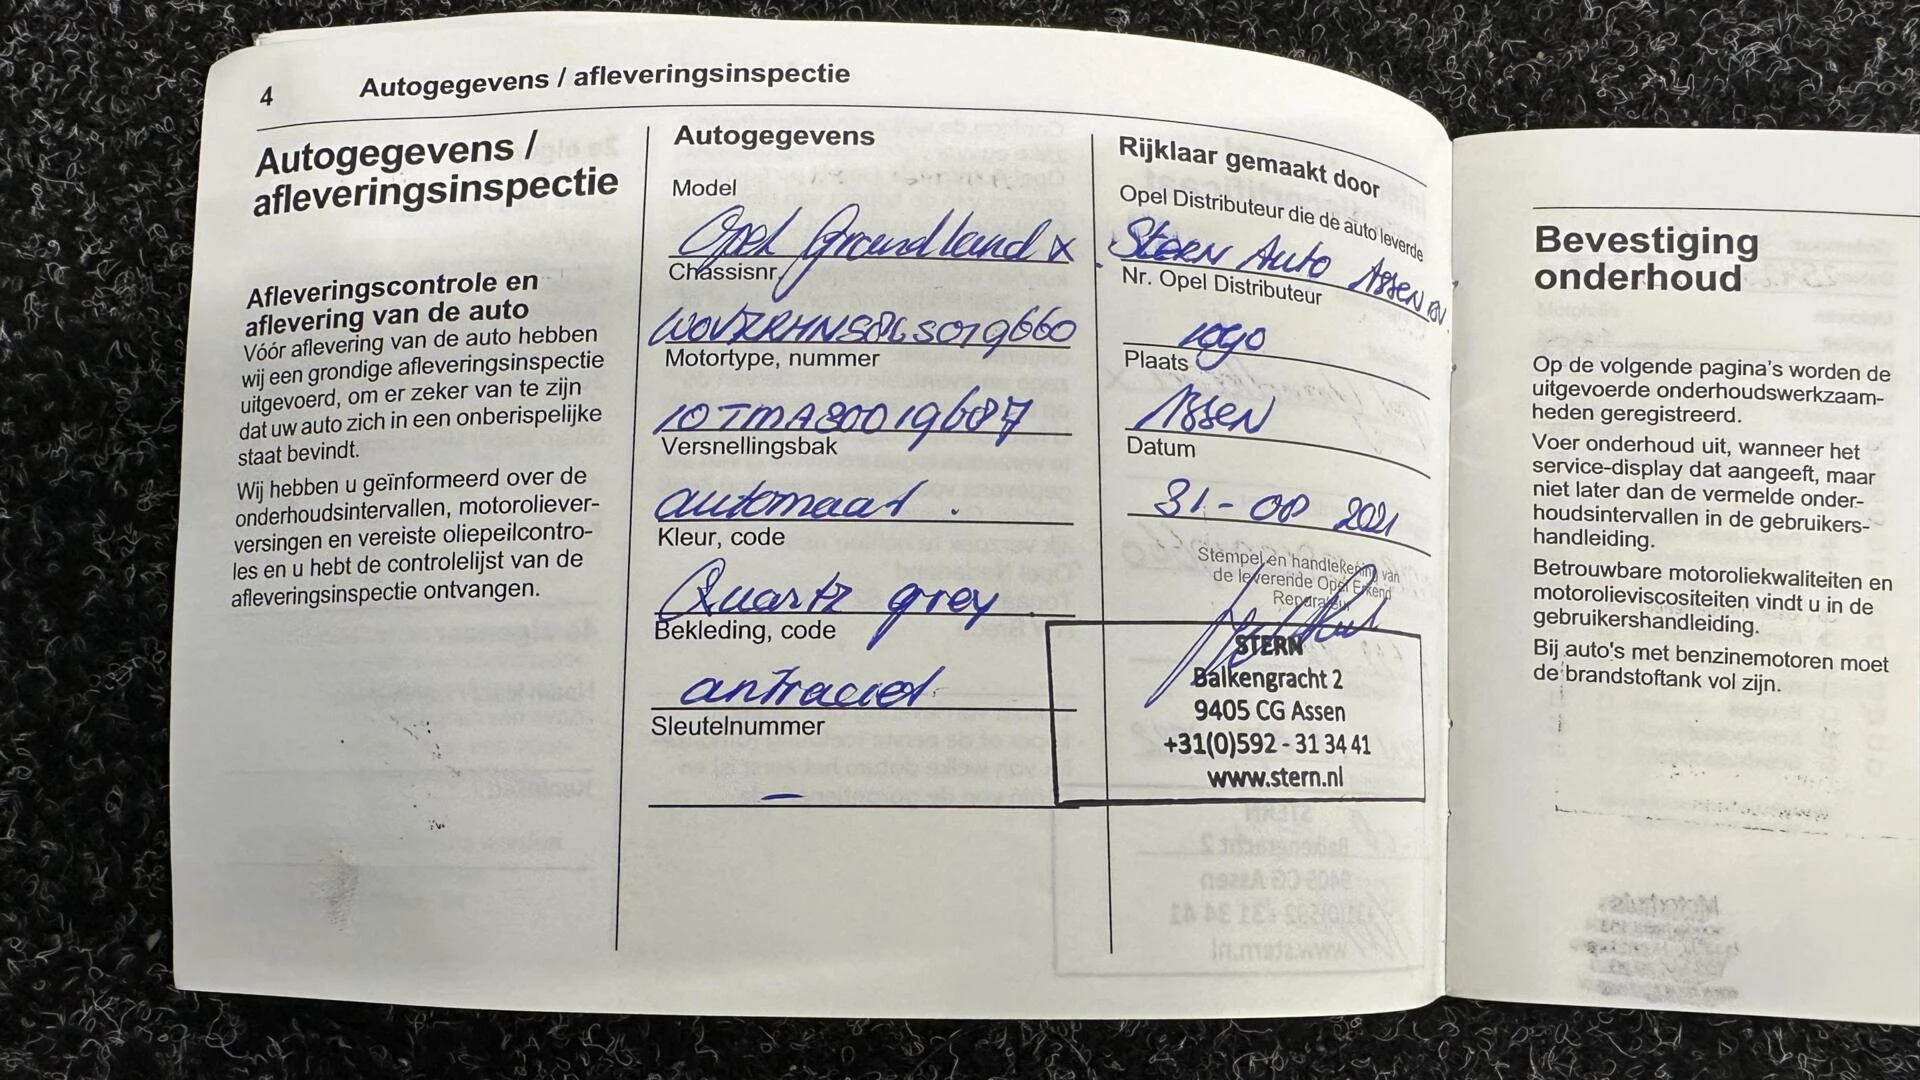 4 Autogegevens / afleveringsinspectie
Autogegevens /
afleveringsinspectie
Afleveringscontrole en
aflevering van de auto
Vóór aflevering van de auto hebben
wij een grondige afleveringsinspectie
uitgevoerd, om er zeker van te zijn
dat uw auto zich in een onberispelijke
staat bevindt.
Wij hebben u geïnformeerd over de
onderhoudsintervallen, motoroliever-
versingen en vereiste oliepeilcontro-
les en u hebt de controlelijst van de
afleveringsinspectie ontvangen.
Autogegevens
Model
Opel Grandland x
Chassisnr.
Motortype, nummer
Versnellingsbak
automaat.
Kleur, code
Quartz grey
Bekleding, code
antraciet
Sleutelnummer
–
Rijklaar gemaakt door
Opel Distributeur die de auto leverde
Stern Auto Assen BV
Nr. Opel Distributeur
Plaats
Assen
Datum
31-08 2021
Stempel en handtekening van
de leverende Opel Erkend
Reparateur
STERN
Balkengracht 2
9405 CG Assen
+31(0)592 - 31 34 41
www.stern.nl
Bevestiging
onderhoud
Op de volgende pagina's worden de
uitgevoerde onderhoudswerkzaam-
heden geregistreerd.
Voer onderhoud uit, wanneer het
service-display dat aangeeft, maar
niet later dan de vermelde onder-
houdsintervallen in de gebruikers-
handleiding.
Betrouwbare motoroliekwaliteiten en
motorolieviscositeiten vindt u in de
gebruikershandleiding.
Bij auto's met benzinemotoren moet
de brandstoftank vol zijn.